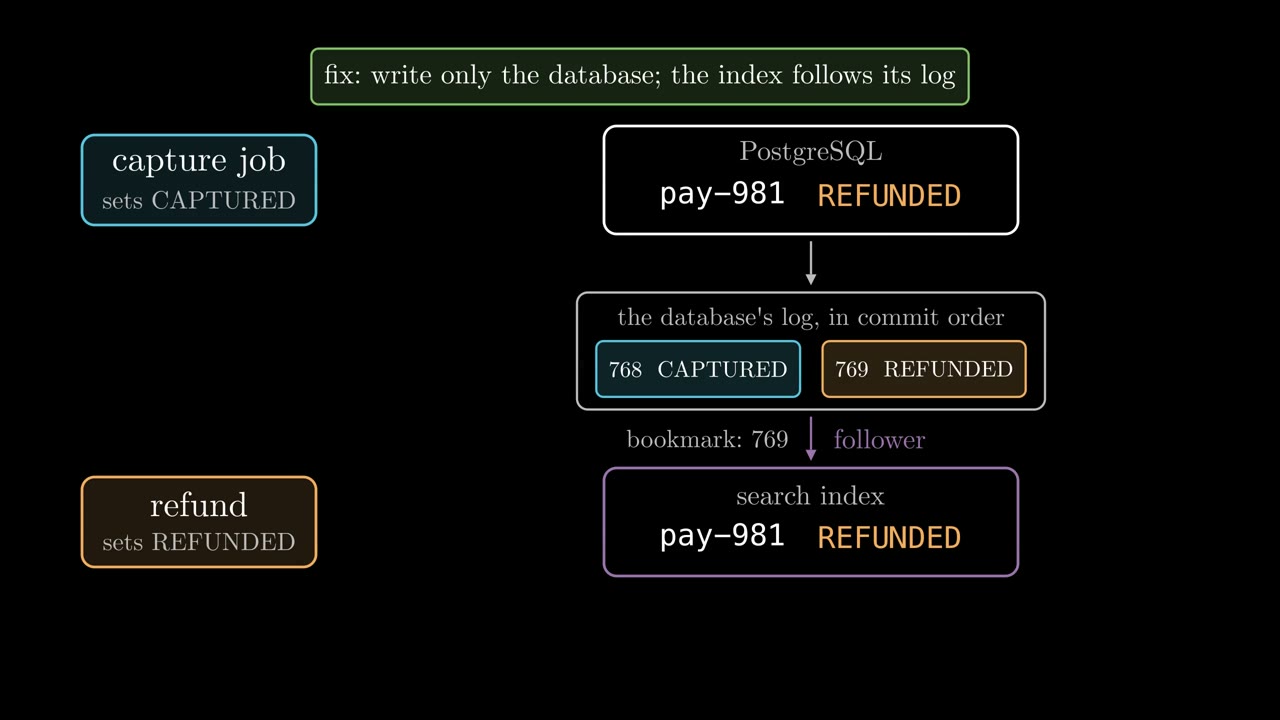 fix: write only the database; the index follows its log
capture job
sets CAPTURED
PostgreSQL
pay-981 REFUNDED
the database's log, in commit order
768 CAPTURED
769 REFUNDED
bookmark: 769
follower
refund
sets REFUNDED
search index
pay-981 REFUNDED